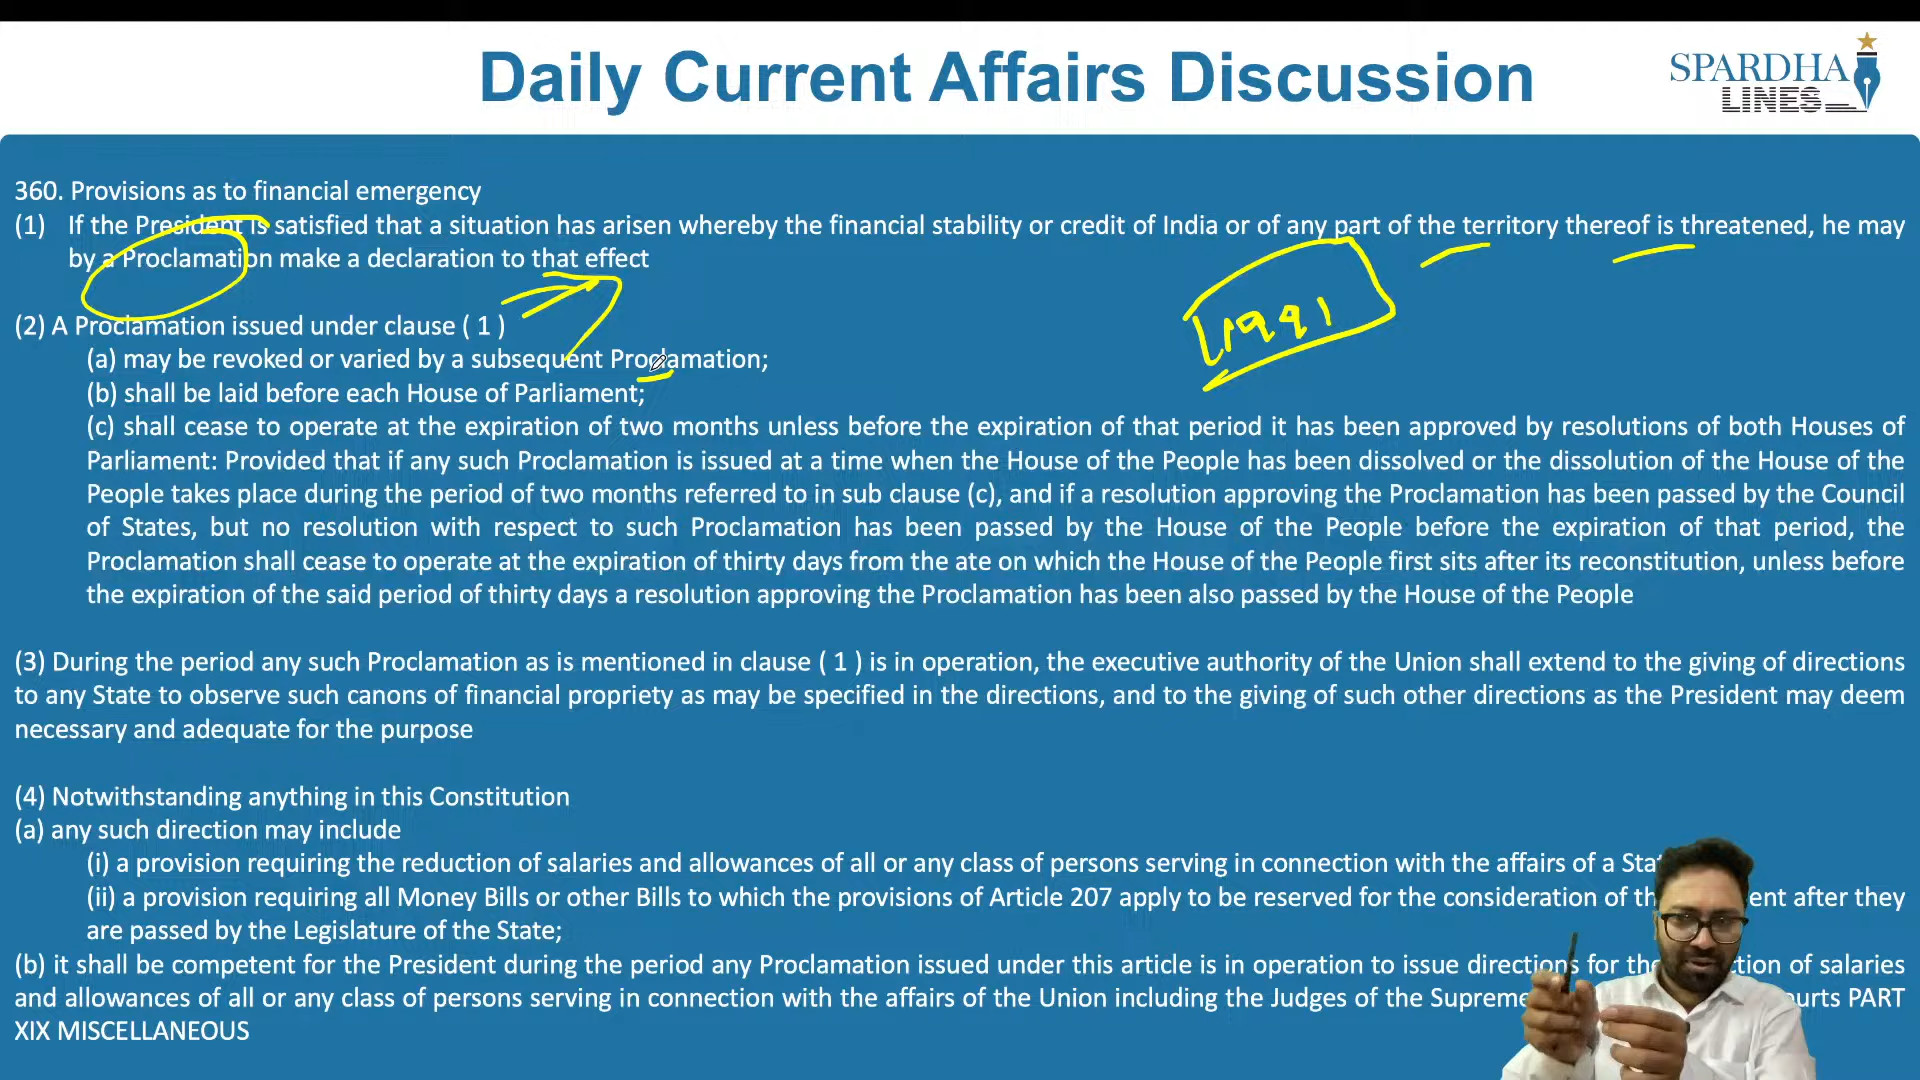 Daily Current Affairs Discussion
SPARDHA
LINES
360. Provisions as to financial emergency
(1) If the President is satisfied that a situation has arisen whereby the financial stability or credit of India or of any part of the territory thereof is threatened, he may
by a Proclamation make a declaration to that effect
1991
(2) A Proclamation issued under clause ( 1 )
(a) may be revoked or varied by a subsequent Proclamation;
(b) shall be laid before each House of Parliament;
(c) shall cease to operate at the expiration of two months unless before the expiration of that period it has been approved by resolutions of both Houses of
Parliament: Provided that if any such Proclamation is issued at a time when the House of the People has been dissolved or the dissolution of the House of the
People takes place during the period of two months referred to in sub clause (c), and if a resolution approving the Proclamation has been passed by the Council
of States, but no resolution with respect to such Proclamation has been passed by the House of the People before the expiration of that period, the
Proclamation shall cease to operate at the expiration of thirty days from the ate on which the House of the People first sits after its reconstitution, unless before
the expiration of the said period of thirty days a resolution approving the Proclamation has been also passed by the House of the People
(3) During the period any such Proclamation as is mentioned in clause ( 1 ) is in operation, the executive authority of the Union shall extend to the giving of directions
to any State to observe such canons of financial propriety as may be specified in the directions, and to the giving of such other directions as the President may deem
necessary and adequate for the purpose
(4) Notwithstanding anything in this Constitution
(a) any such direction may include
(i) a provision requiring the reduction of salaries and allowances of all or any class of persons serving in connection with the affairs of a
(ii) a provision requiring all Money Bills or other Bills to which the provisions of Article 207 apply to be reserved for the consideration of after they
are passed by the Legislature of the State;
(b) it shall be competent for the President during the period any Proclamation issued under this article is in operation to issue directions for of salaries
and allowances of all or any class of persons serving in connection with the affairs of the Union including the Judges of the Supreme PART
XIX MISCELLANEOUS